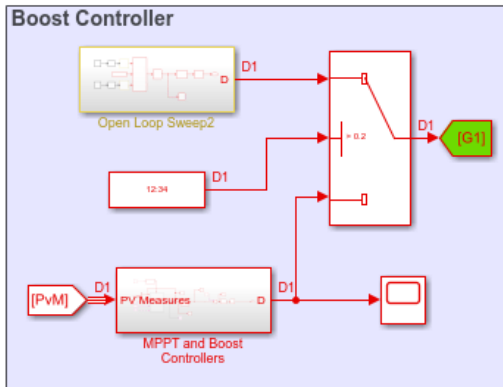 Boost Controller
D1
D
Open Loop Sweep2
= 0.2
D1
[G1]
12:34
D1
[PvM]
D1
PV Measures
D
D1
MPPT and Boost
Controllers